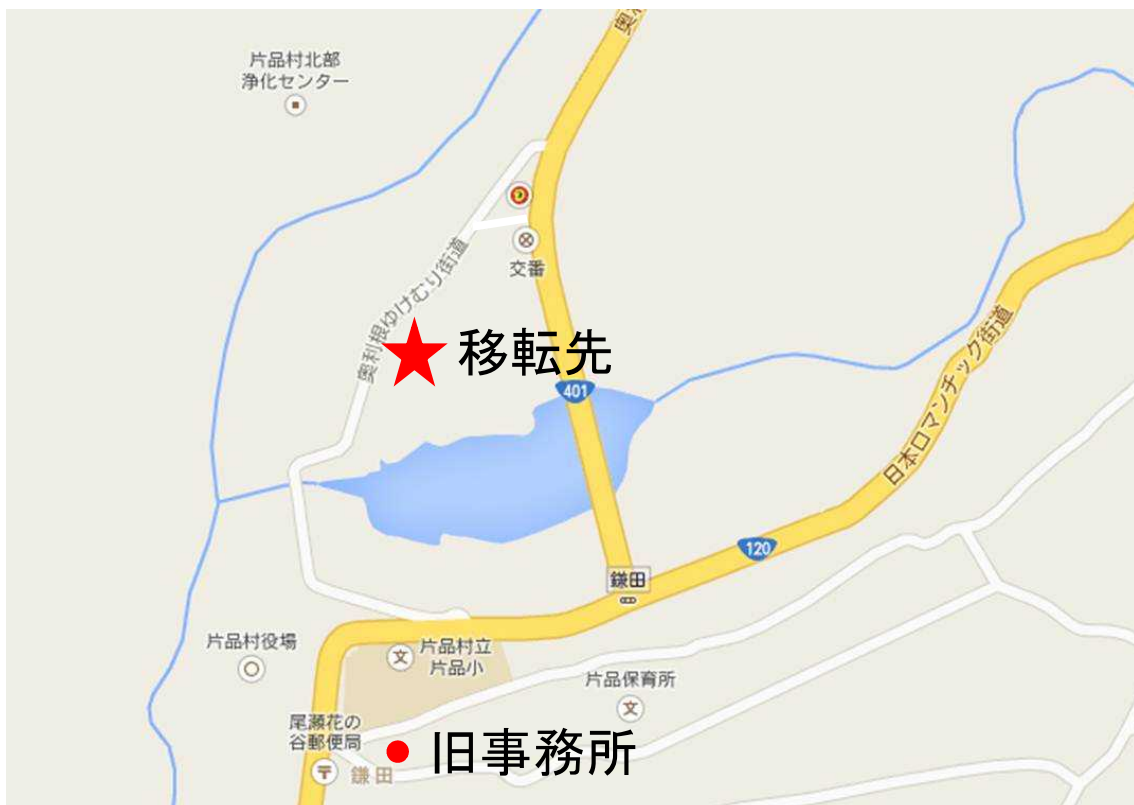 片品村北部
浄化センター
奥利
交番
奥利根ゆけむり街道
移転先
401
日本ロマンチック街道
120
鎌田
片品村役場
片品村立
片品小
片品保育所
尾瀬花の
谷郵便局
旧事務所
鎌田